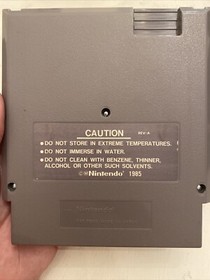 CAUTION REV-A
● DO NOT STORE IN EXTREME TEMPERATURES.
● DO NOT IMMERSE IN WATER.
● DO NOT CLEAN WITH BENZENE, THINNER,
ALCOHOL OR OTHER SUCH SOLVENTS.
©Nintendo® 1985